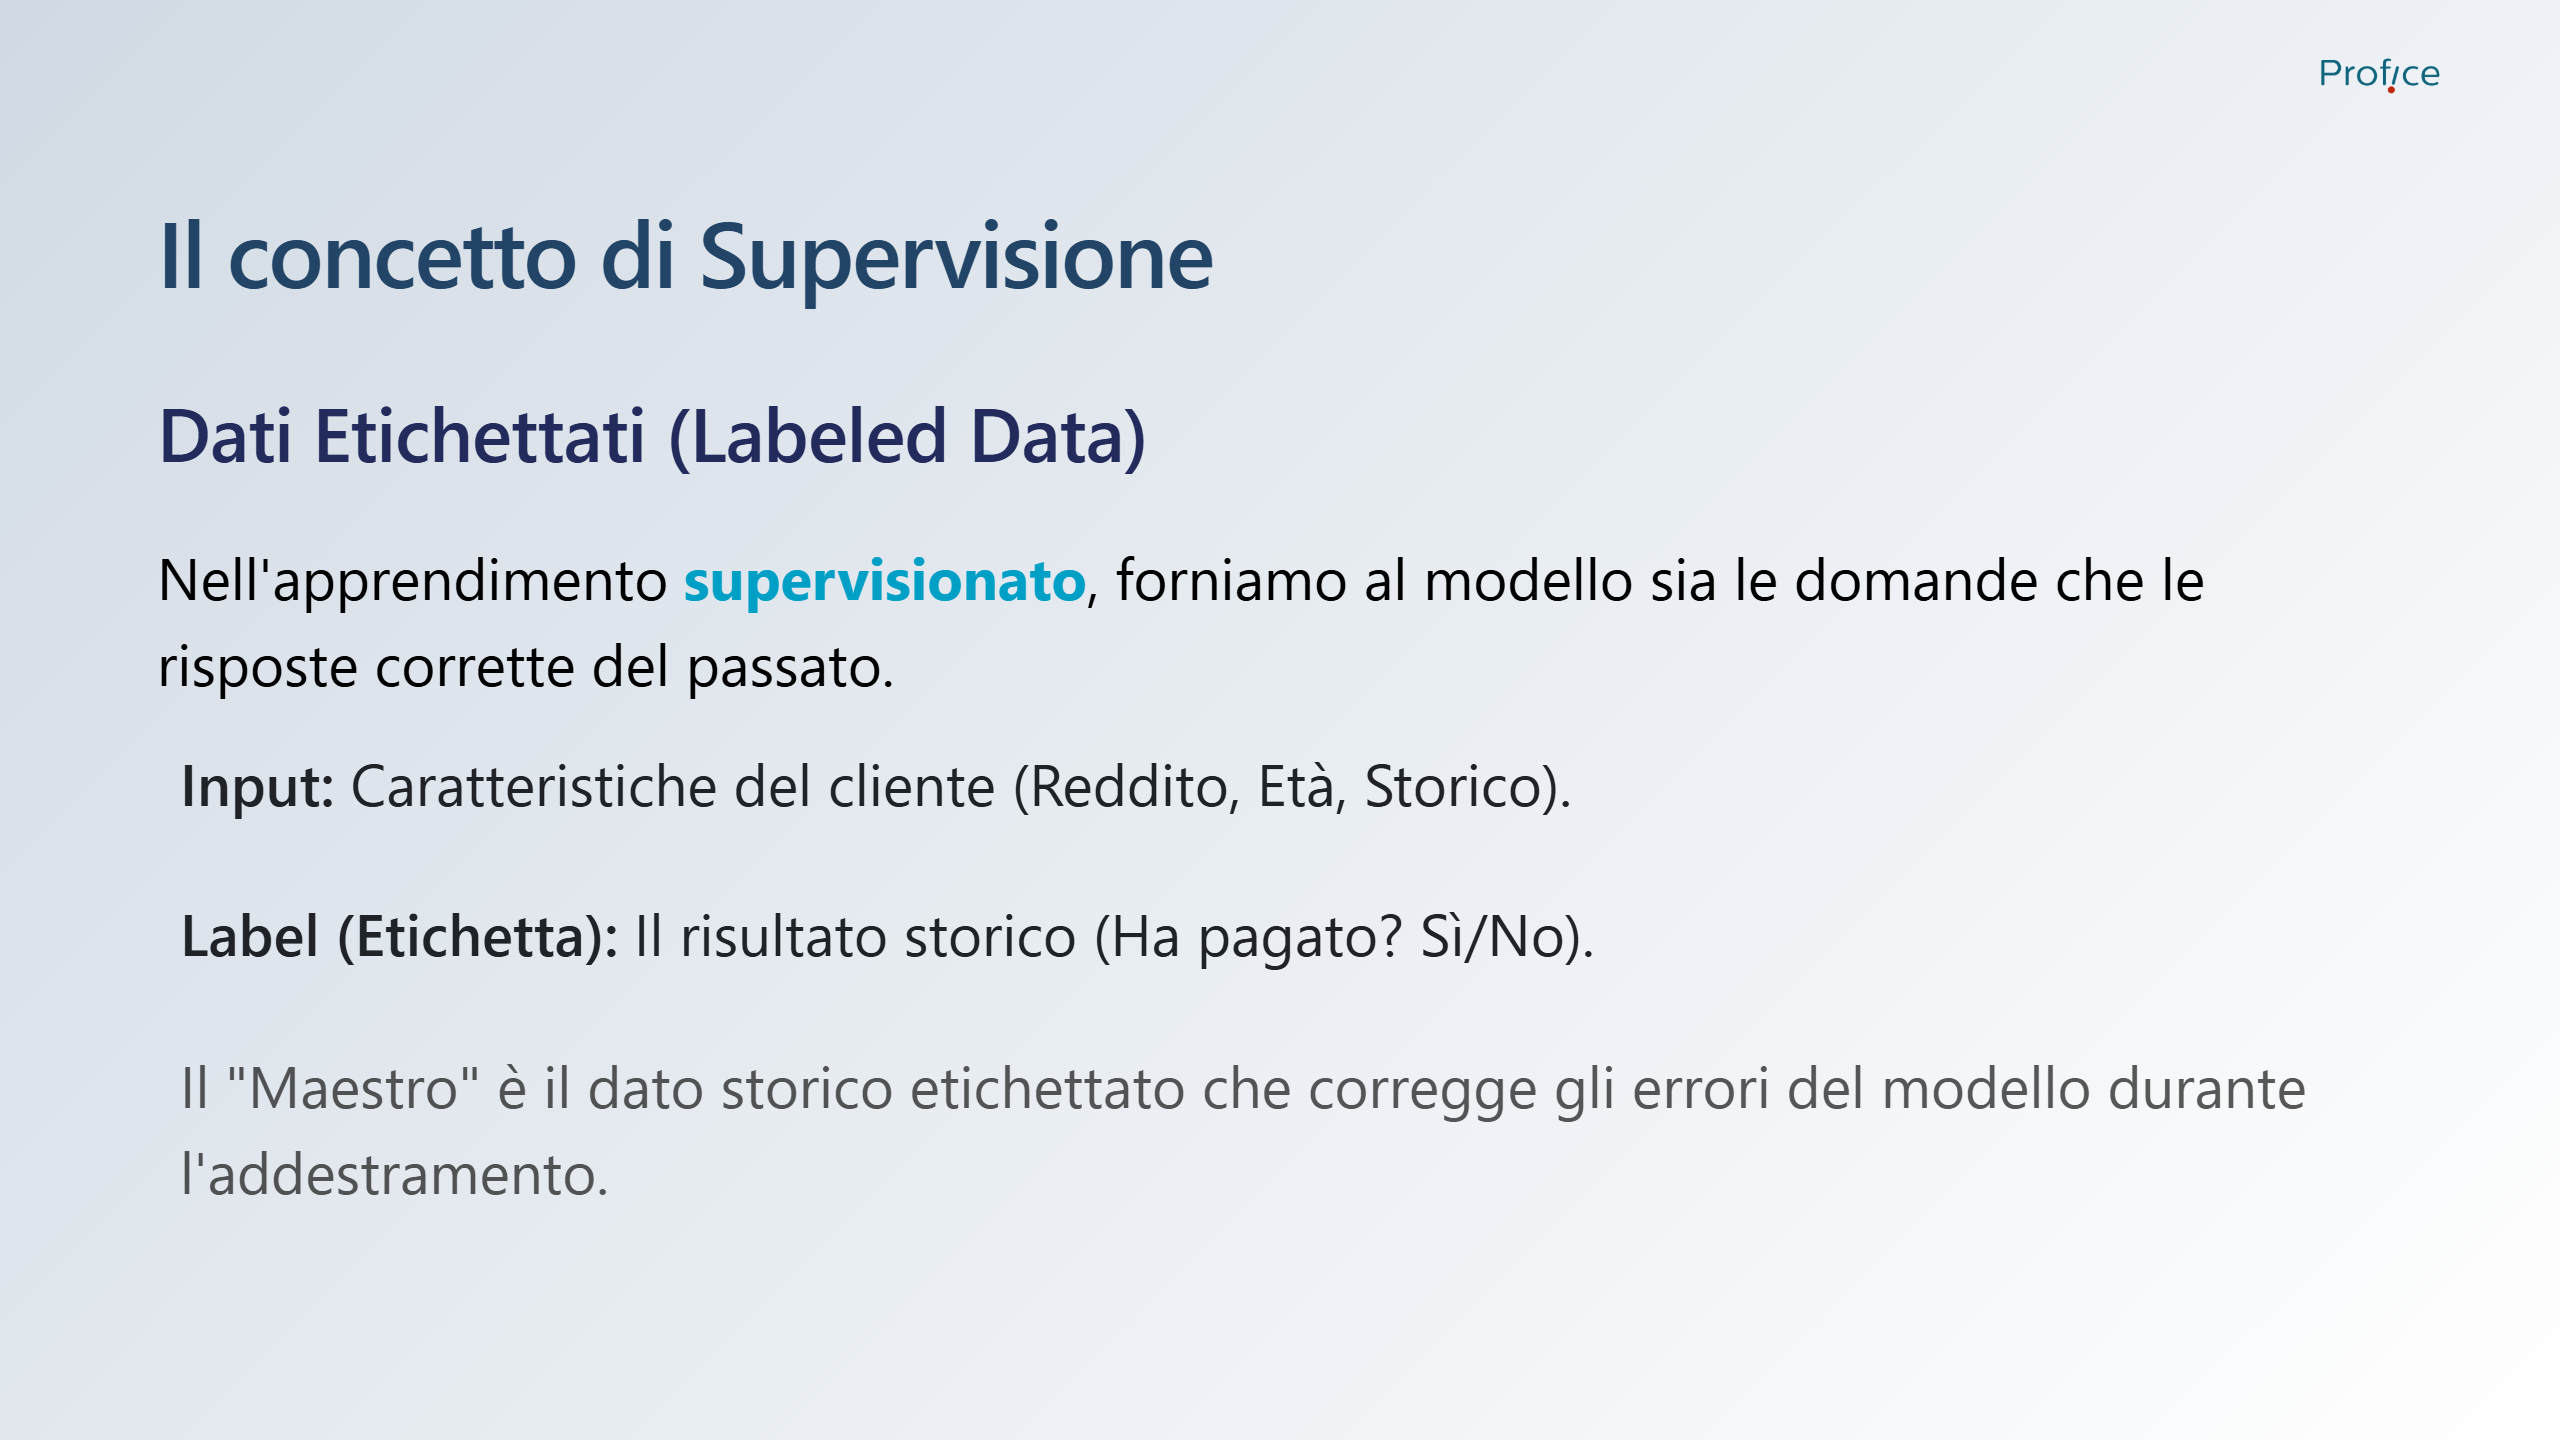 Profice
Il concetto di Supervisione
Dati Etichettati (Labeled Data)
Nell'apprendimento supervisionato, forniamo al modello sia le domande che le
risposte corrette del passato.
Input: Caratteristiche del cliente (Reddito, Età, Storico).
Label (Etichetta): Il risultato storico (Ha pagato? Sì/No).
Il "Maestro" è il dato storico etichettato che corregge gli errori del modello durante
l'addestramento.